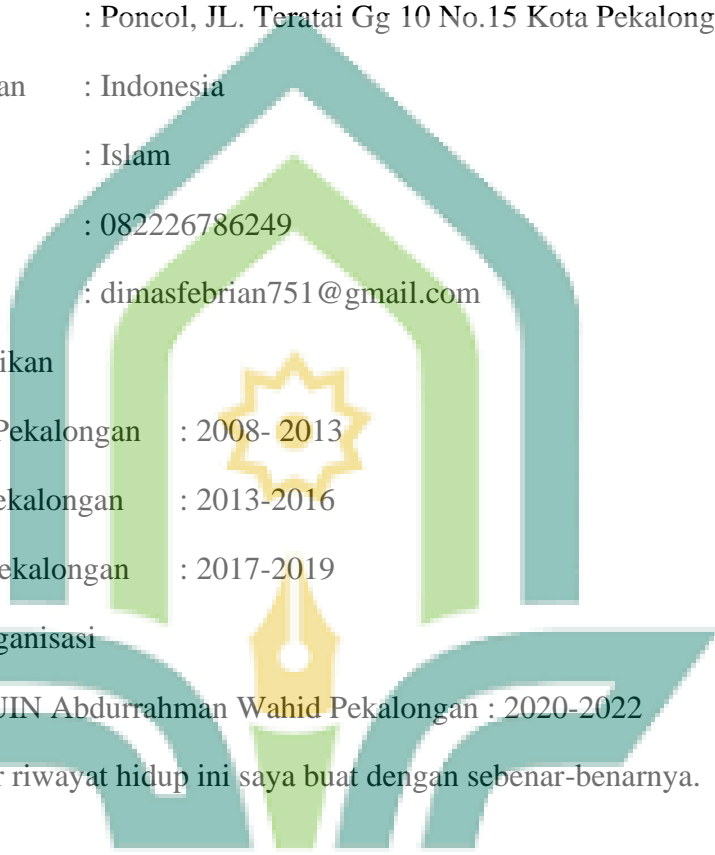 : Poncol, JL. Teratai Gg 10 No.15 Kota Pekalong
an : Indonesia
: Islam
: 082226786249
: dimasfebrian751@gmail.com
ikan
Pekalongan : 2008- 2013
ekalongan : 2013-2016
ekalongan : 2017-2019
ganisasi
UIN Abdurrahman Wahid Pekalongan : 2020-2022
r riwayat hidup ini saya buat dengan sebenar-benarnya.